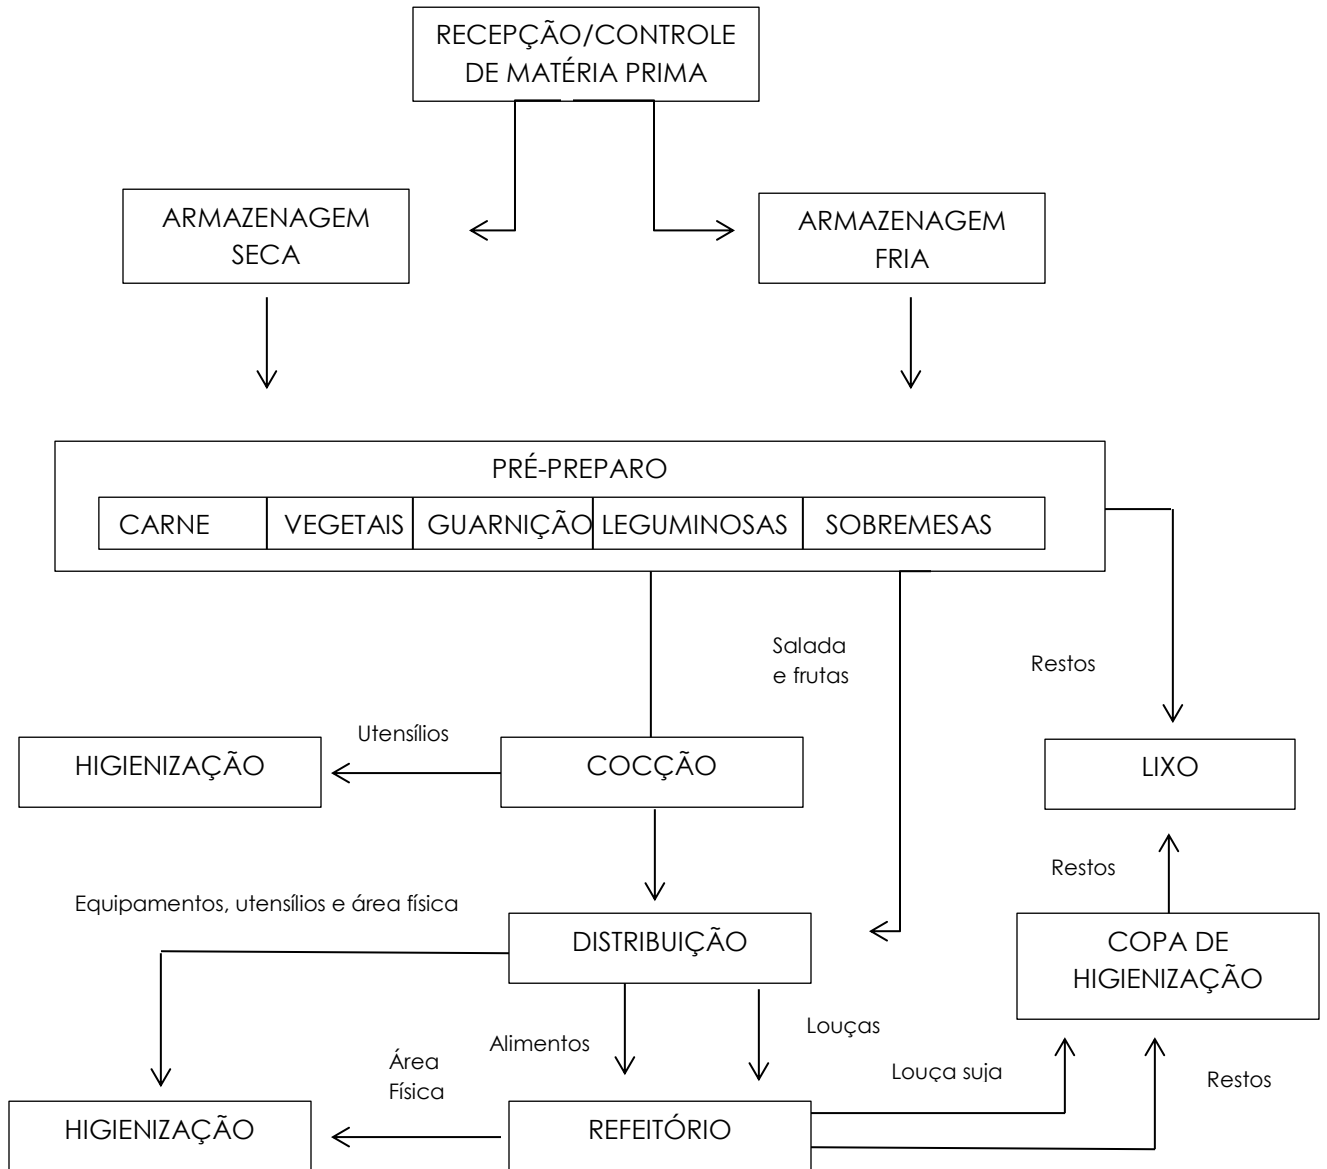 RECEPÇÃO/CONTROLE
DE MATÉRIA PRIMA
ARMAZENAGEM
SECA
ARMAZENAGEM
FRIA
PRÉ-PREPARO
CARNE
VEGETAIS
GUARNIÇÃO
LEGUMINOSAS
SOBREMESAS
Salada
e frutas
Restos
Utensílios
HIGIENIZAÇÃO
COCÇÃO
LIXO
Restos
Equipamentos, utensílios e área física
DISTRIBUIÇÃO
COPA DE
HIGIENIZAÇÃO
Louças
Alimentos
Área
Física
Louça suja
Restos
HIGIENIZAÇÃO
REFEITÓRIO